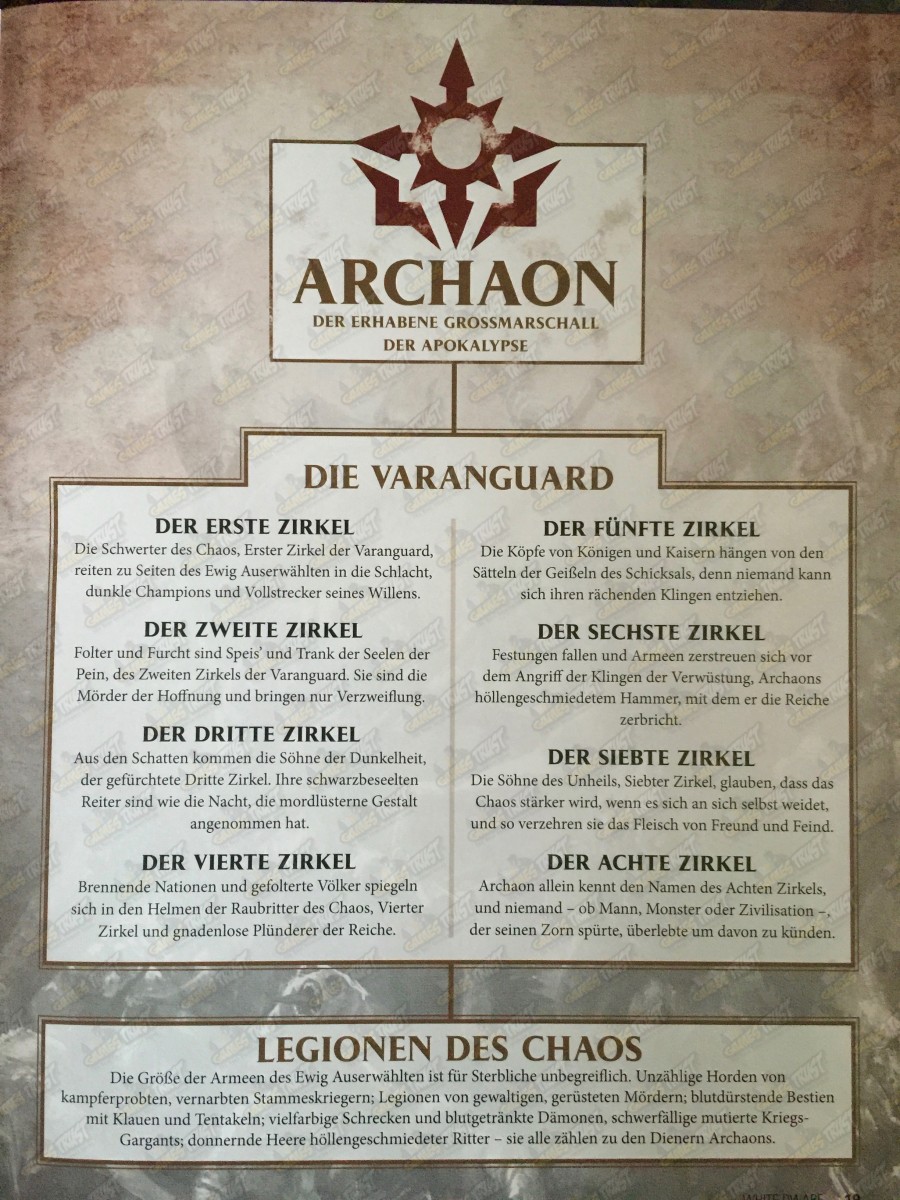 ARCHAON
DER ERHABENE GROSSMARSCHALL
DER APOKALYPSE
DIE VARANGUARD
DER ERSTE ZIRKEL
Die Schwerter des Chaos, Erster Zirkel der Varanguard,
reiten zu Seiten des Ewig Auserwählten in die Schlacht,
dunkle Champions und Vollstrecker seines Willens.
DER ZWEITE ZIRKEL
Folter und Furcht sind Speis’ und Trank der Seelen der
Pein, des Zweiten Zirkels der Varanguard. Sie sind die
Mörder der Hoffnung und bringen nur Verzweiflung.
DER DRITTE ZIRKEL
Aus den Schatten kommen die Söhne der Dunkelheit,
der gefürchtete Dritte Zirkel. Ihre schwarzbeseelten
Reiter sind wie die Nacht, die mordlüsterne Gestalt
angenommen hat.
DER VIERTE ZIRKEL
Brennende Nationen und gefolterte Völker spiegeln
sich in den Helmen der Raubritter des Chaos, Vierter
Zirkel und gnadenlose Plünderer der Reiche.
DER FÜNFTE ZIRKEL
Die Köpfe von Königen und Kaisern hängen von den
Sätteln der Geißeln des Schicksals, denn niemand kann
sich ihren rächenden Klingen entziehen.
DER SECHSTE ZIRKEL
Festungen fallen und Armeen zerstreuen sich vor
dem Angriff der Klingen der Verwüstung, Archaons
höllengeschmiedetem Hammer, mit dem er die Reiche
zerbricht.
DER SIEBTE ZIRKEL
Die Söhne des Unheils, Siebter Zirkel, glauben, dass das
Chaos stärker wird, wenn es sich an sich selbst weidet,
und so verzehren sie das Fleisch von Freund und Feind.
DER ACHTE ZIRKEL
Archaon allein kennt den Namen des Achten Zirkels,
und niemand – ob Mann, Monster oder Zivilisation –,
der seinen Zorn spürte, überlebte um davon zu künden.
LEGIONEN DES CHAOS
Die Größe der Armeen des Ewig Auserwählten ist für Sterbliche unbegreiflich. Unzählige Horden von
kampferprobten, vernarbten Stammeskriegern; Legionen von gewaltigen, gerüsteten Mördern; blutdürstende Bestien
mit Klauen und Tentakeln; vielfarbige Schrecken und blutgetränkte Dämonen, schwerfällige mutierte Kriegs-
Gargants; donnernde Heere höllengeschmiedeter Ritter – sie alle zählen zu den Dienern Archaons.